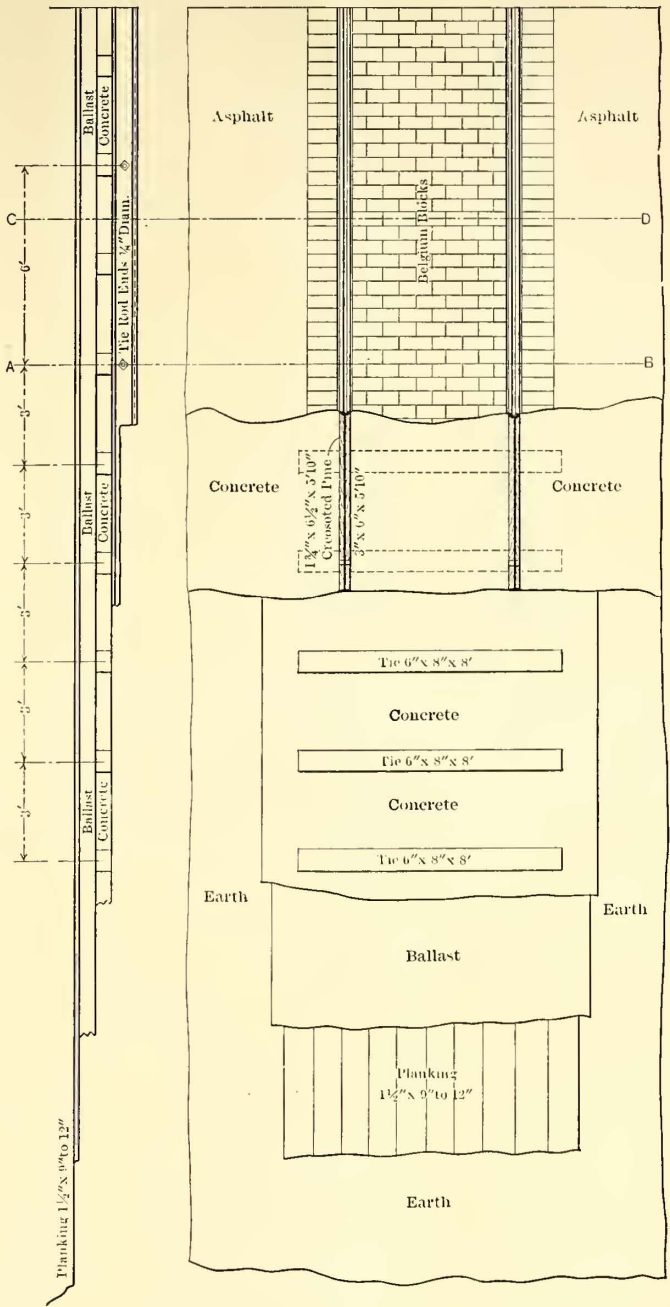 Ballast
Concrete
Asphalt
Asphalt
Belgium Blocks
Tie Rod Ends ¾" Diam.
C
D
6'
A
B
3'
3'
3'
3'
3'
Ballast
Concrete
Concrete
1¾" x 6½" x 5'10"
Creosoted Pine
3" x 6" x 5'10"
Concrete
Tie 6" x 8" x 8'
Concrete
Tie 6" x 8" x 8'
Concrete
Tie 6" x 8" x 8'
Ballast
Concrete
Earth
Earth
Ballast
Planking
1½" x 9" to 12"
Planking 1½" x 9" to 12"
Earth